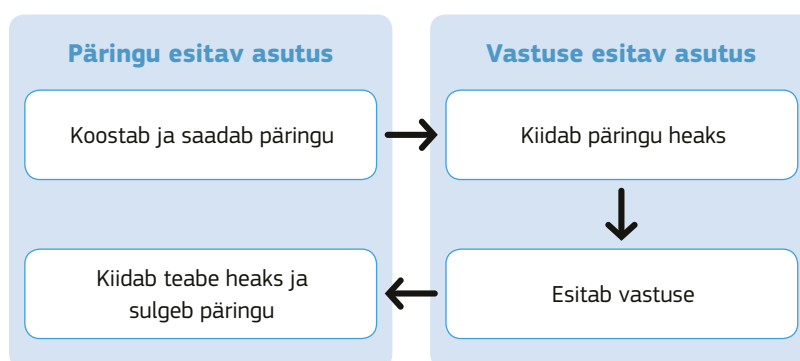 Päringu esitav asutus
Vastuse esitav asutus
Koostab ja saadab päringu
Kiidab päringu heaks
Kiidab teabe heaks ja
sulgeb päringu
Esitab vastuse